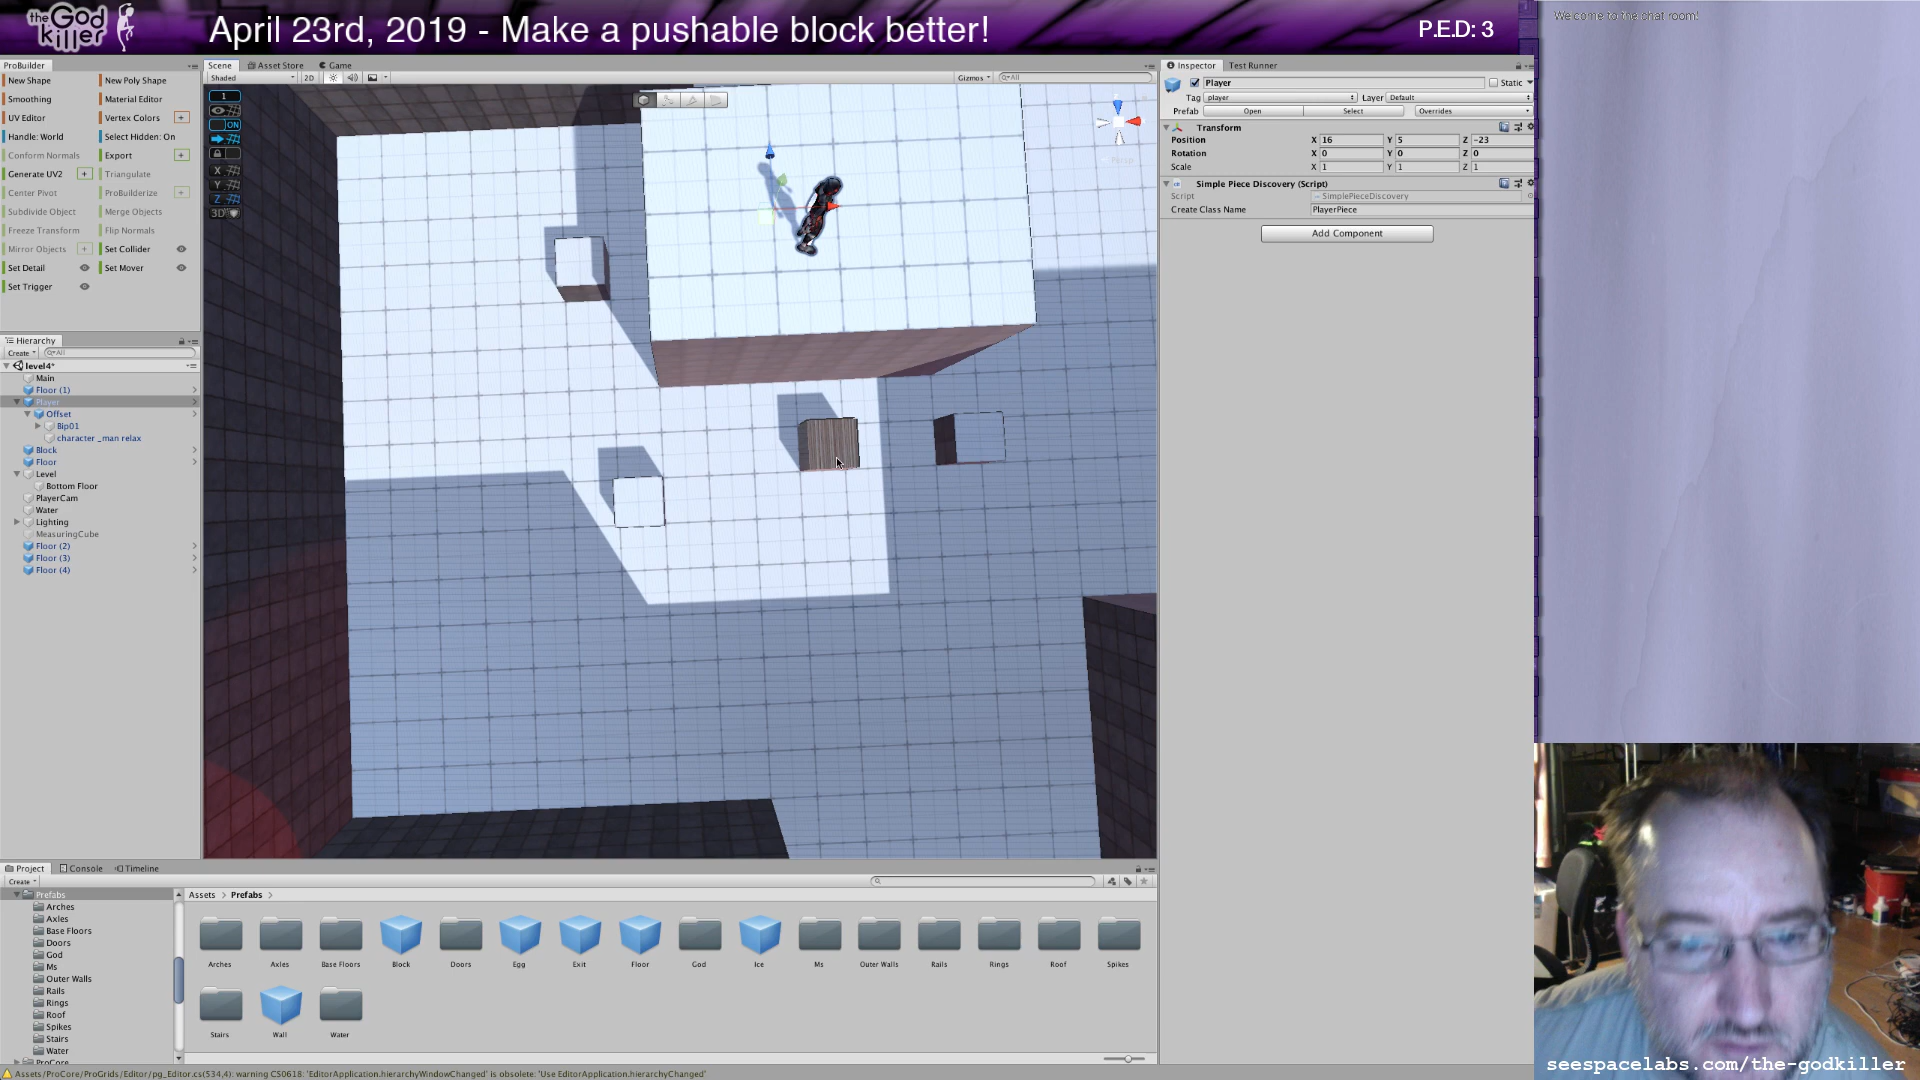 the God killer
April 23rd, 2019 - Make a pushable block better!
P.E.D: 3
We come to the chat room!
ProBuilder
New Shape
New Poly Shape
Smoothing
Material Editor
UV Editor
Vertex Colors
Handle: World
Select Hidden: On
Conform Normals
Export
Generate UV2
Triangulate
Center Pivot
ProBuilderize
Subdivide Object
Merge Objects
Freeze Transform
Flip Normals
Mirror Objects
Set Collider
Set Detail
Set Mover
Set Trigger
Hierarchy
Create
All
level4*
Main
Floor (1)
Player
Offset
Bip01
character _man relax
Block
Floor
Level
Bottom Floor
PlayerCam
Water
Lighting
MeasuringCube
Floor (2)
Floor (3)
Floor (4)
Scene
Asset Store
Game
Shaded
2D
Gizmos
All
1
ON
X
Y
Z
3D
Persp
Inspector
Test Runner
Player
Static
Tag player
Layer Default
Prefab
Open
Select
Overrides
Transform
Position X 16 Y 5 Z -23
Rotation X 0 Y 0 Z 0
Scale X 1 Y 1 Z 1
Simple Piece Discovery (Script)
Script SimplePieceDiscovery
Create Class Name PlayerPiece
Add Component
Project
Console
Timeline
Create
Prefabs
Arches
Axles
Base Floors
Doors
God
Ms
Outer Walls
Rails
Rings
Roof
Spikes
Stairs
Water
ProCore
Assets > Prefabs >
Arches
Axles
Base Floors
Block
Doors
Egg
Exit
Floor
God
Ice
Ms
Outer Walls
Rails
Rings
Roof
Spikes
Stairs
Wall
Water
Assets/ProCore/ProGrids/Editor/pg_Editor.cs(534,4): warning CS0618: 'EditorApplication.hierarchyWindowChanged' is obsolete: 'Use EditorApplication.hierarchyChanged'
seespacelabs.com/the-godkiller